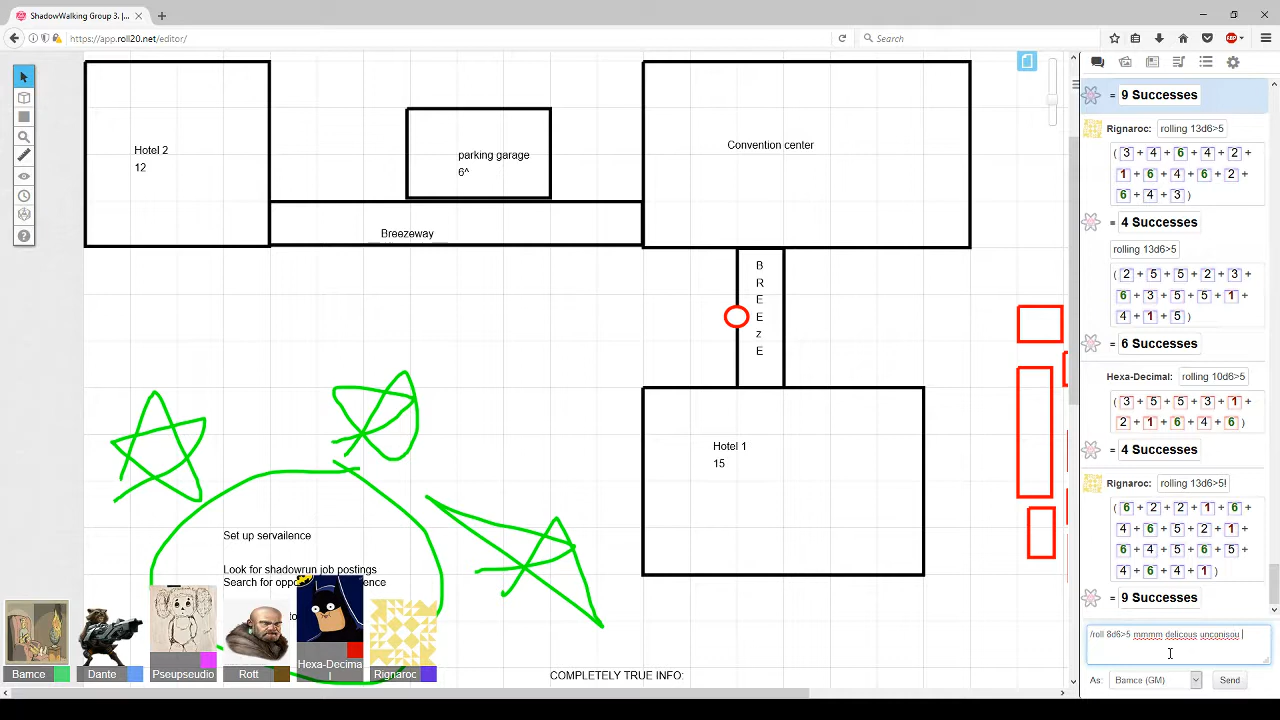 ShadowWalking Group 3. |...
https://app.roll20.net/editor/
Search
Hotel 2
12
parking garage
6^
Breezeway
Convention center
B
R
E
E
z
E
Hotel 1
15
Set up servailence
Look for shadowrun job postings
COMPLETELY TRUE INFO:
Bamce
Dante
Pseupseudio
Rott
Hexa-Decima
l
Rignaroc
= 9 Successes
Rignaroc: rolling 13d6>5
( 3 + 4 + 6 + 4 + 2 +
1 + 6 + 4 + 6 + 2 +
6 + 4 + 3 )
= 4 Successes
rolling 13d6>5
( 2 + 5 + 5 + 2 + 3 +
6 + 3 + 5 + 5 + 1 +
4 + 1 + 5 )
= 6 Successes
Hexa-Decimal: rolling 10d6>5
( 3 + 5 + 5 + 3 + 1 +
2 + 1 + 6 + 4 + 6 )
= 4 Successes
Rignaroc: rolling 13d6>5!
( 6 + 2 + 2 + 1 + 6 +
4 + 6 + 5 + 2 + 1 +
6 + 4 + 5 + 6 + 5 +
4 + 6 + 4 + 1 )
= 9 Successes
/roll 8d6>5 mmmm delicous unconisou
As: Bamce (GM) Send